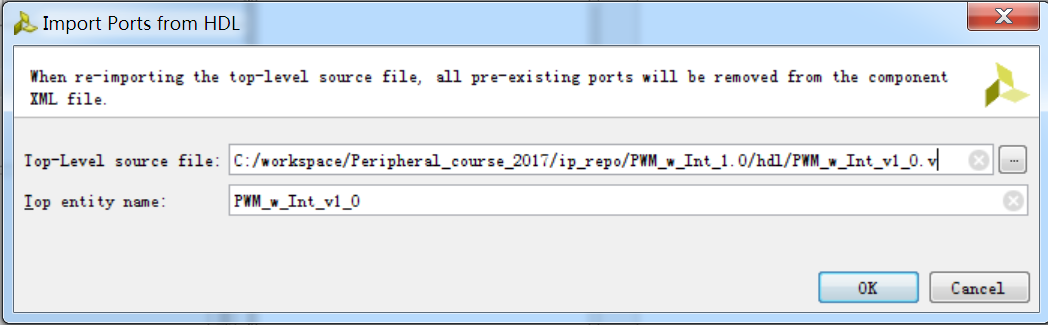 Import Ports from HDL
When re-importing the top-level source file, all pre-existing ports will be removed from the component
XML file.
Top-Level source file: C:/workspace/Peripheral_course_2017/ip_repo/PWM_w_Int_1.0/hdl/PWM_w_Int_v1_0.v ...
Top entity name: PWM_w_Int_v1_0
OK Cancel